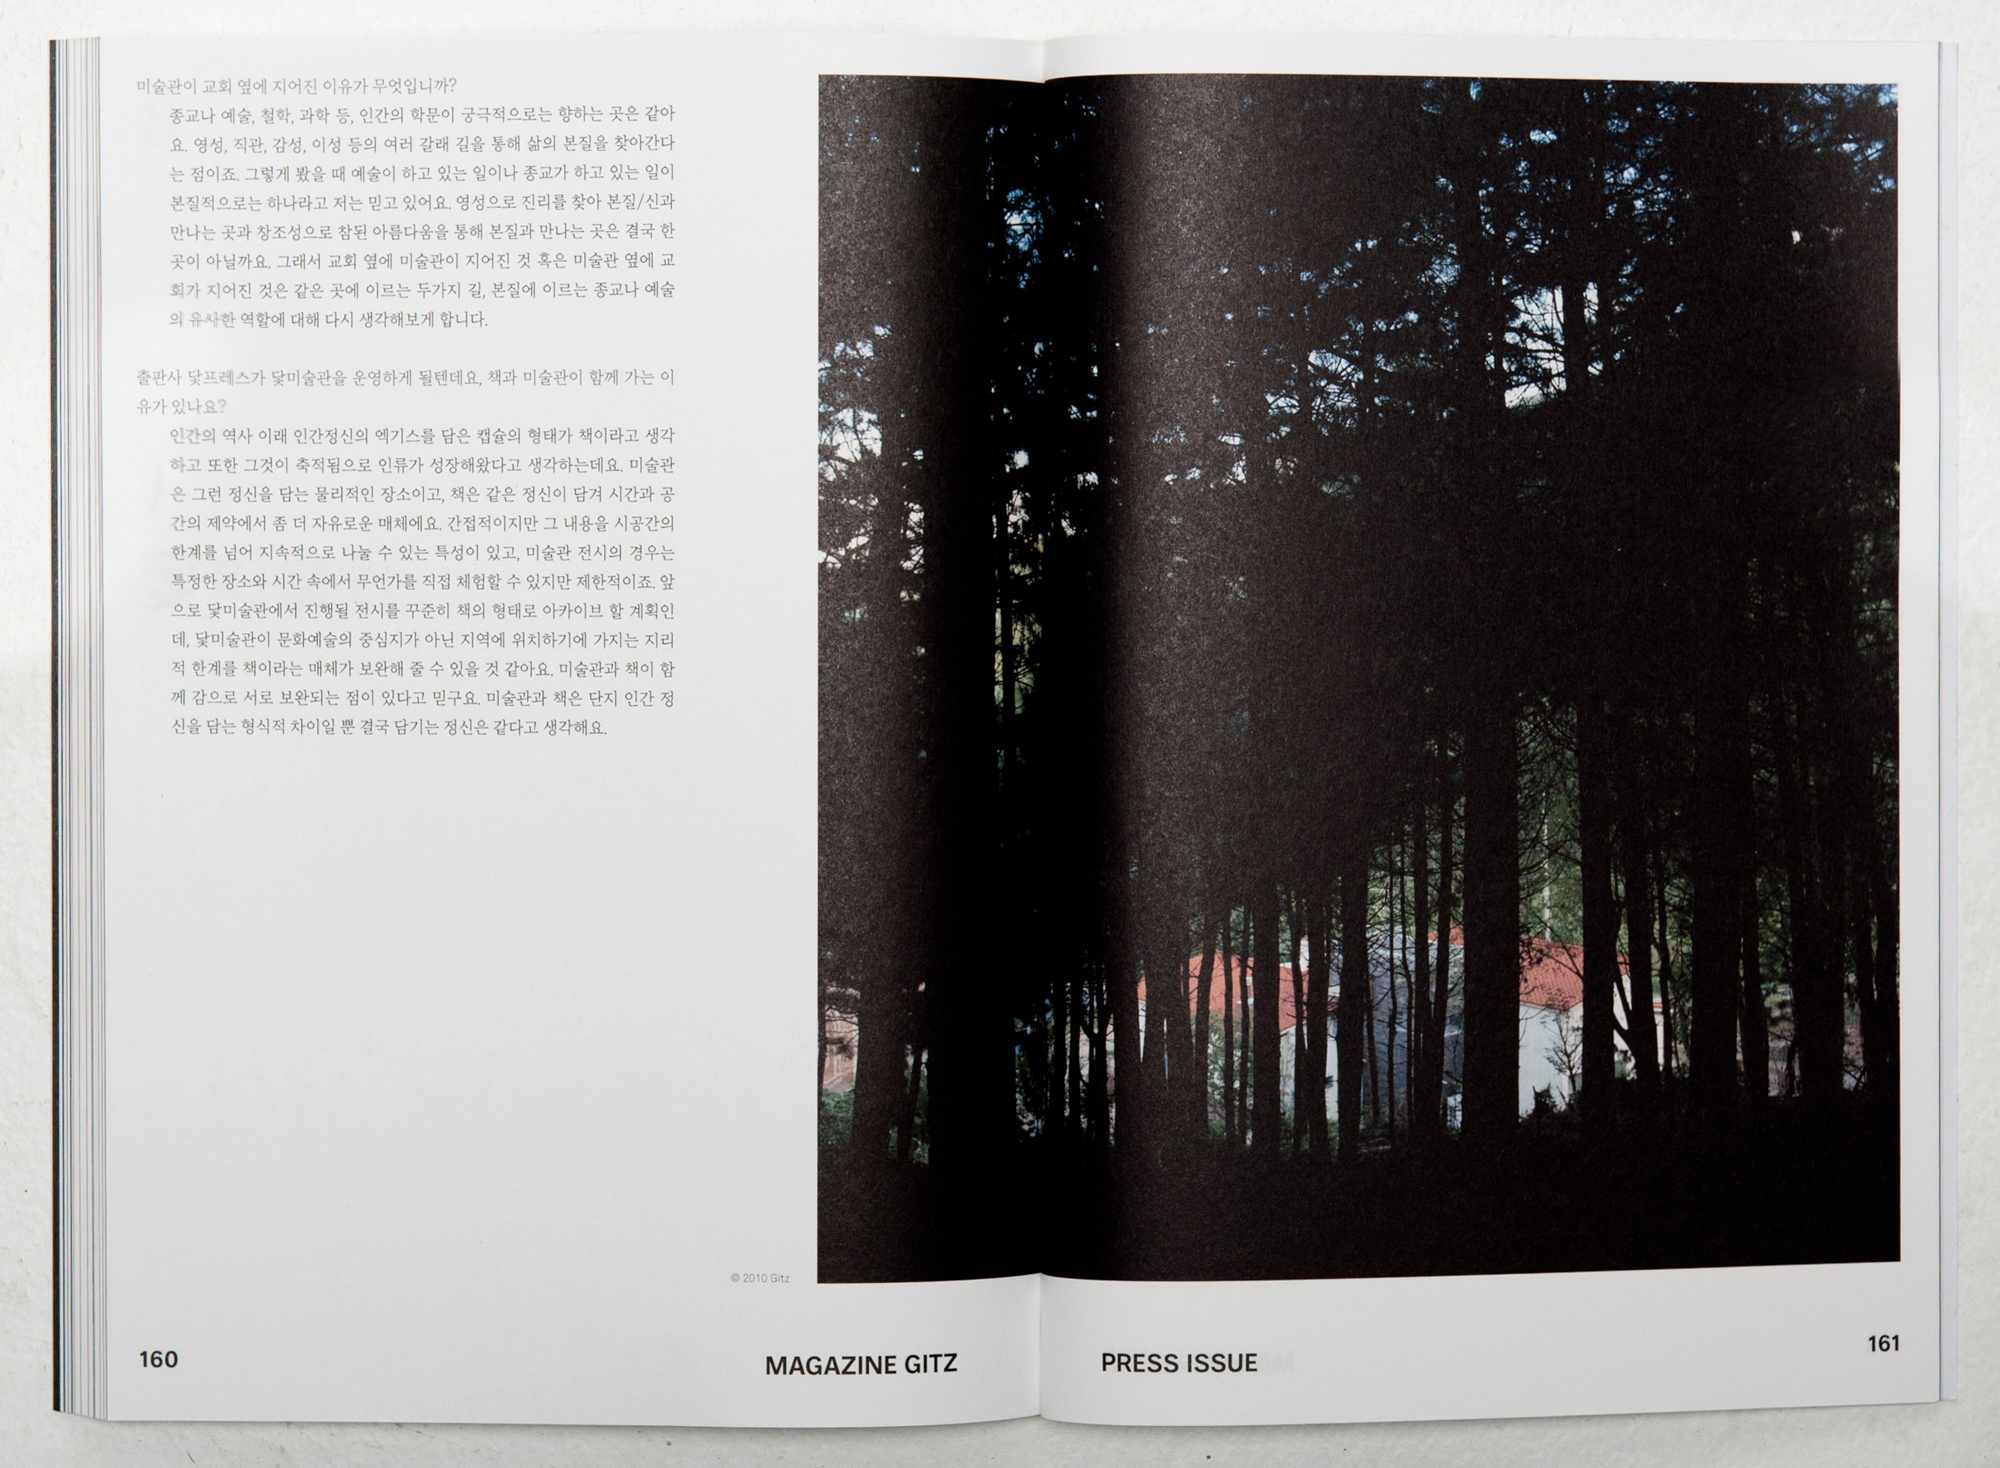 미술관이 교회 옆에 지어진 이유가 무엇입니까?
종교나 예술, 철학, 과학 등, 인간의 학문이 궁극적으로는 향하는 곳은 같아
요. 영성, 직관, 감성, 이성 등의 여러 갈래 길을 통해 삶의 본질을 찾아간다
는 점이죠. 그렇게 봤을 때 예술이 하고 있는 일이나 종교가 하고 있는 일이
본질적으로는 하나라고 저는 믿고 있어요. 영성으로 진리를 찾아 본질/신과
만나는 곳과 창조성으로 참된 아름다움을 통해 본질과 만나는 곳은 결국 한
곳이 아닐까요. 그래서 교회 옆에 미술관이 지어진 것 혹은 미술관 옆에 교
회가 지어진 것은 같은 곳에 이르는 두가지 길, 본질에 이르는 종교나 예술
의 유사한 역할에 대해 다시 생각해보게 합니다.
출판사 닻프레스가 닻미술관을 운영하게 될텐데요, 책과 미술관이 함께 가는 이
유가 있나요?
인간의 역사 이래 인간정신의 엑기스를 담은 캡슐의 형태가 책이라고 생각
하고 또한 그것이 축적됨으로 인류가 성장해왔다고 생각하는데요. 미술관
은 그런 정신을 담는 물리적인 장소이고, 책은 같은 정신이 담겨 시간과 공
간의 제약에서 좀 더 자유로운 매체에요. 간접적이지만 그 내용을 시공간의
한계를 넘어 지속적으로 나눌 수 있는 특성이 있고, 미술관 전시의 경우는
특정한 장소와 시간 속에서 무언가를 직접 체험할 수 있지만 제한적이죠. 앞
으로 닻미술관에서 진행될 전시를 꾸준히 책의 형태로 아카이브 할 계획인
데, 닻미술관이 문화예술의 중심지가 아닌 지역에 위치하기에 가지는 지리
적 한계를 책이라는 매체가 보완해 줄 수 있을 것 같아요. 미술관과 책이 함
께 감으로 서로 보완되는 점이 있다고 믿구요. 미술관과 책은 단지 인간 정
신을 담는 형식적 차이일 뿐 결국 담기는 정신은 같다고 생각해요.
© 2010 Gitz
160
MAGAZINE GITZ
PRESS ISSUE
161